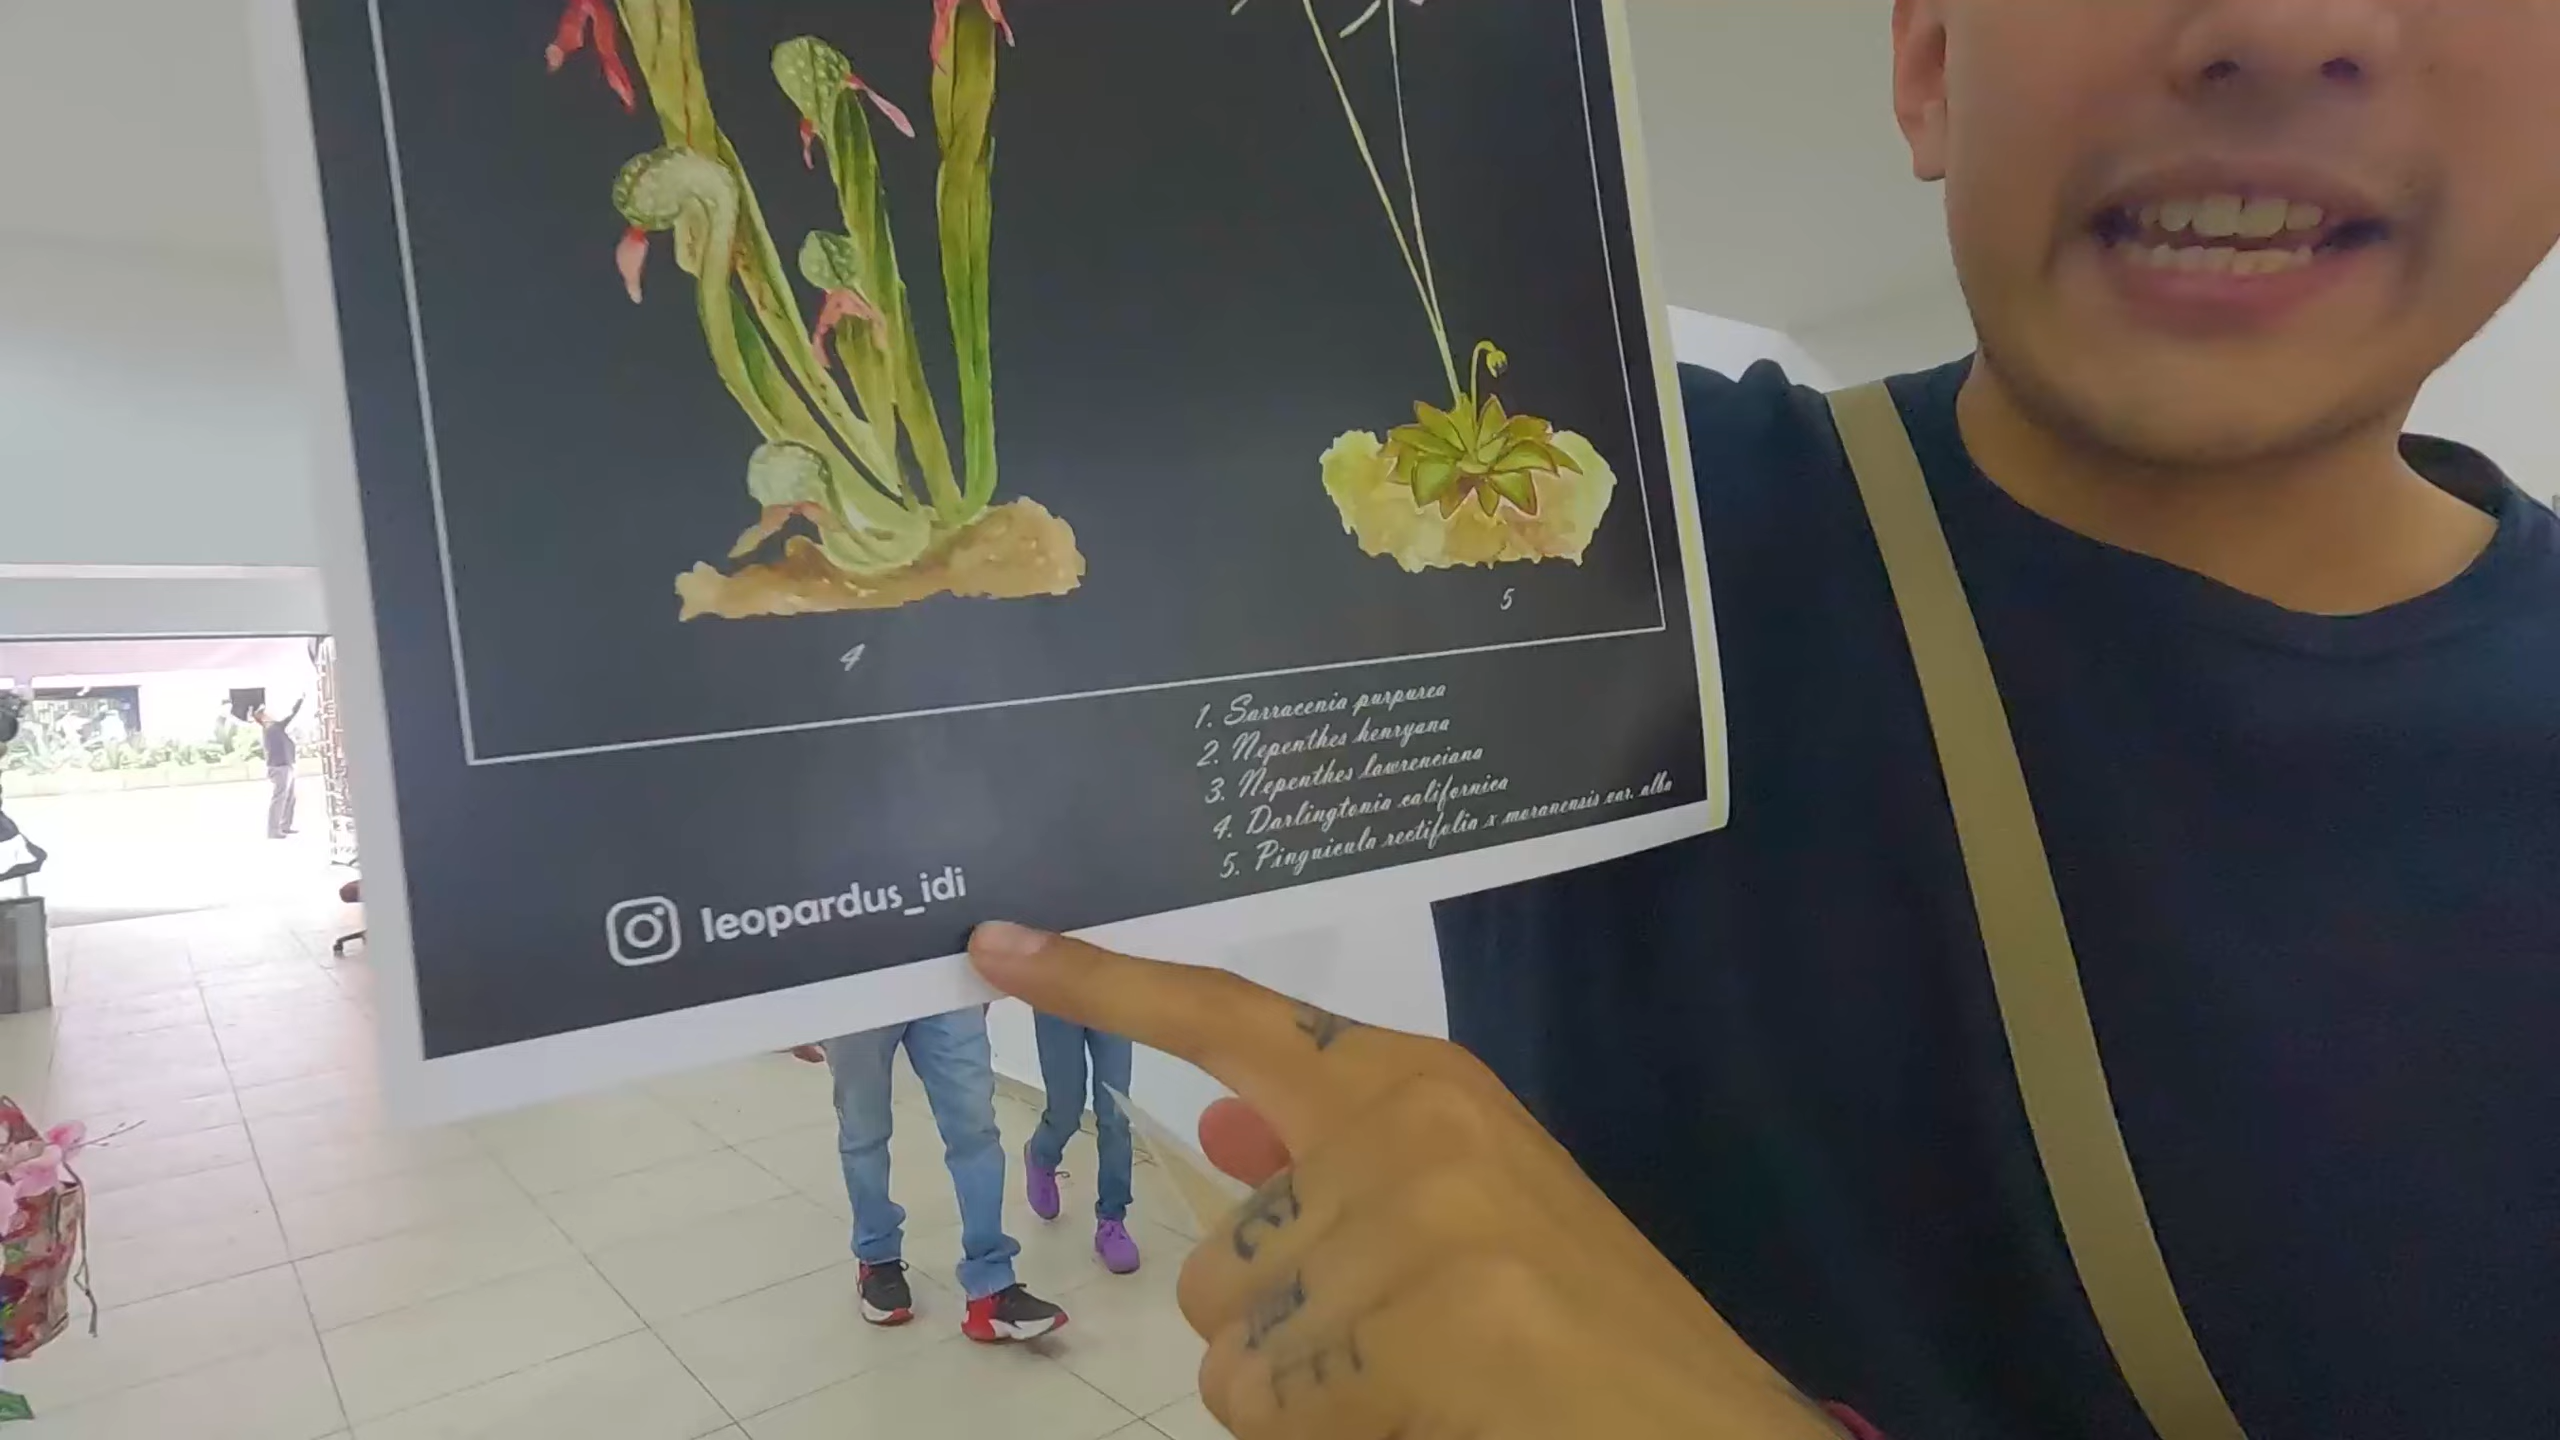 4
5
1. Sarracenia purpurea
2. Nepenthes henryana
3. Nepenthes lawrenciana
4. Darlingtonia californica
5. Pinguicula rectifolia x moranensis var. alba
leopardus_idi